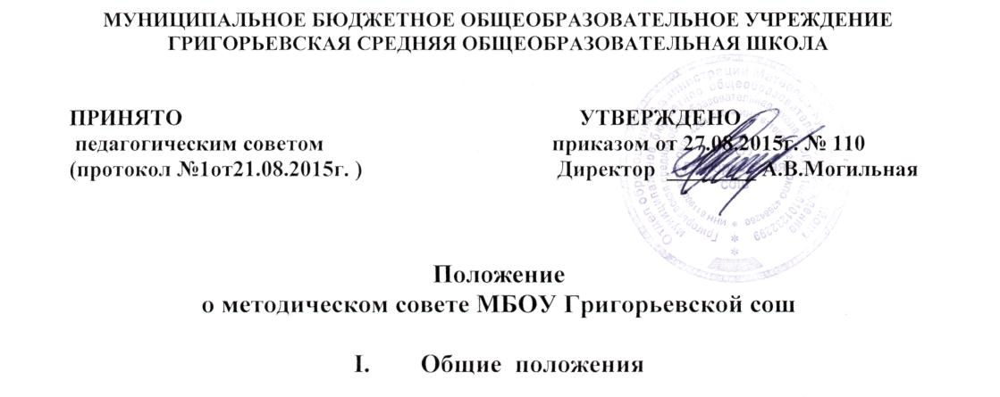 МУНИЦИПАЛЬНОЕ БЮДЖЕТНОЕ ОБЩЕОБРАЗОВАТЕЛЬНОЕ УЧРЕЖДЕНИЕ
ГРИГОРЬЕВСКАЯ СРЕДНЯЯ ОБЩЕОБРАЗОВАТЕЛЬНАЯ ШКОЛА
ПРИНЯТО УТВЕРЖДЕНО
педагогическим советом приказом от 27.08.2015г. № 110
(протокол №1от21.08.2015г. ) Директор ________ А.В.Могильная
Положение
о методическом совете МБОУ Григорьевской сош
I. Общие положения